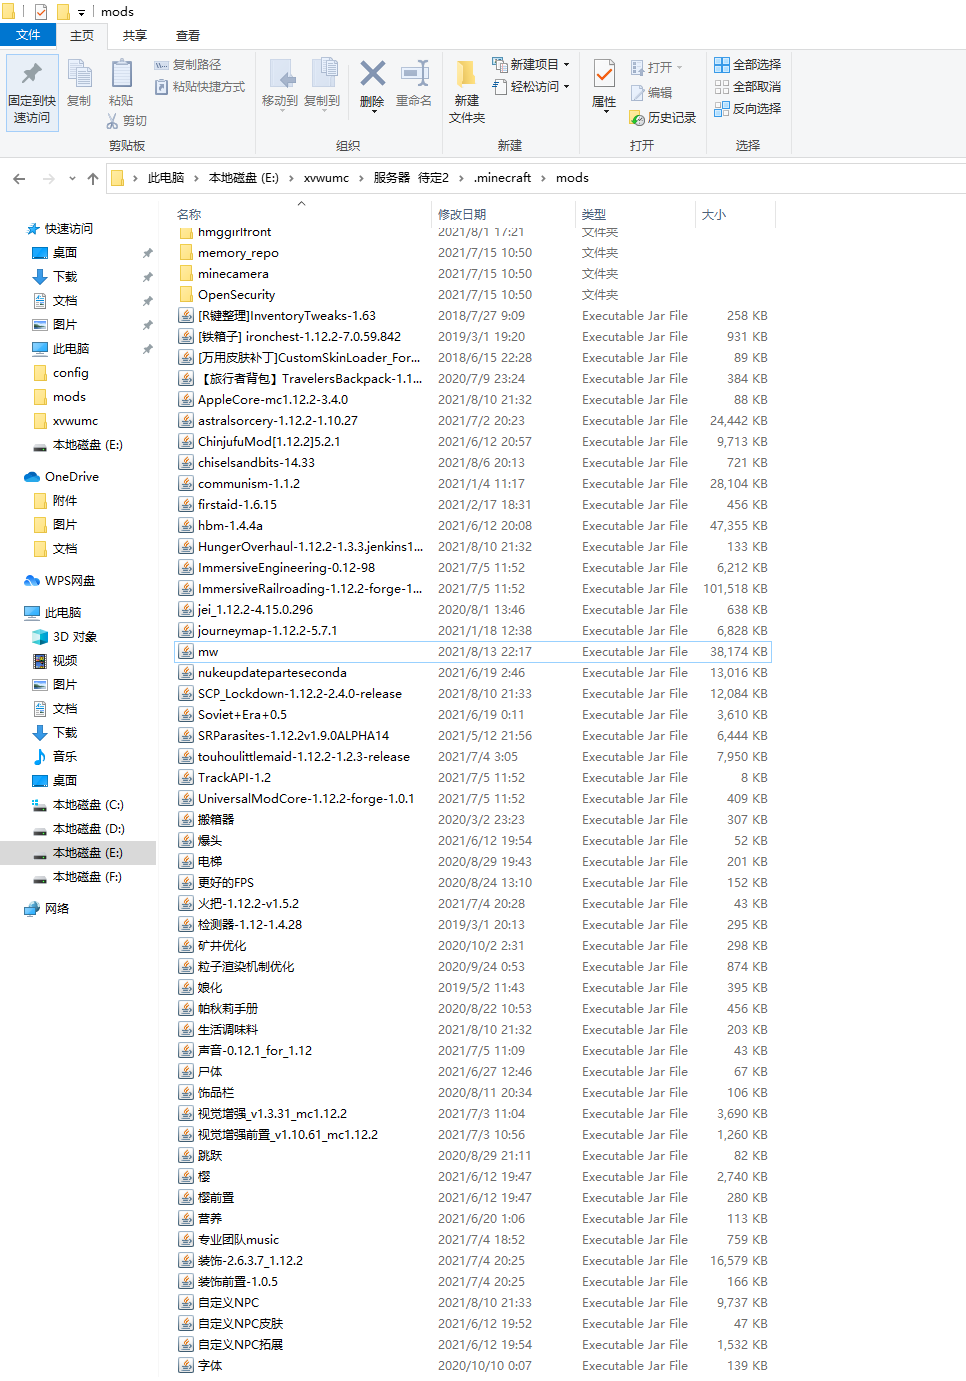 mods
文件 主页 共享 查看
固定到快速访问
复制
粘贴
复制路径
粘贴快捷方式
剪切
剪贴板
移动到 复制到
删除 重命名
组织
新建文件夹
新建项目
轻松访问
新建
属性
打开
编辑
历史记录
打开
全部选择
全部取消
反向选择
选择
此电脑 本地磁盘 (E:) xvwumc 服务器 待定2 .minecraft mods
快速访问
桌面
下载
文档
图片
此电脑
config
mods
xvwumc
本地磁盘 (E:)
OneDrive
附件
图片
文档
WPS网盘
此电脑
3D 对象
视频
图片
文档
下载
音乐
桌面
本地磁盘 (C:)
本地磁盘 (D:)
本地磁盘 (E:)
本地磁盘 (F:)
网络
名称 修改日期 类型 大小
hmggirlfront 2021/8/1 17:21 文件夹
memory_repo 2021/7/15 10:50 文件夹
minecamera 2021/7/15 10:50 文件夹
OpenSecurity 2021/7/15 10:50 文件夹
[R键整理]InventoryTweaks-1.63 2018/7/27 9:09 Executable Jar File 258 KB
[铁箱子] ironchest-1.12.2-7.0.59.842 2019/3/1 19:20 Executable Jar File 931 KB
[万用皮肤补丁]CustomSkinLoader_For... 2018/6/15 22:28 Executable Jar File 89 KB
【旅行者背包】TravelersBackpack-1.1... 2020/7/9 23:24 Executable Jar File 384 KB
AppleCore-mc1.12.2-3.4.0 2021/8/10 21:32 Executable Jar File 88 KB
astralsorcery-1.12.2-1.10.27 2021/7/2 20:23 Executable Jar File 24,442 KB
ChinjufuMod[1.12.2]5.2.1 2021/6/12 20:57 Executable Jar File 9,713 KB
chiselsandbits-14.33 2021/8/6 20:13 Executable Jar File 721 KB
communism-1.1.2 2021/1/4 11:17 Executable Jar File 28,104 KB
firstaid-1.6.15 2021/2/17 18:31 Executable Jar File 456 KB
hbm-1.4.4a 2021/6/12 20:08 Executable Jar File 47,355 KB
HungerOverhaul-1.12.2-1.3.3.jenkins1... 2021/8/10 21:32 Executable Jar File 133 KB
ImmersiveEngineering-0.12-98 2021/7/5 11:52 Executable Jar File 6,212 KB
ImmersiveRailroading-1.12.2-forge-1... 2021/7/5 11:52 Executable Jar File 101,518 KB
jei_1.12.2-4.15.0.296 2020/8/1 13:46 Executable Jar File 638 KB
journeymap-1.12.2-5.7.1 2021/1/18 12:38 Executable Jar File 6,828 KB
mw 2021/8/13 22:17 Executable Jar File 38,174 KB
nukeupdateparteseconda 2021/6/19 2:46 Executable Jar File 13,016 KB
SCP_Lockdown-1.12.2-2.4.0-release 2021/8/10 21:33 Executable Jar File 12,084 KB
Soviet+Era+0.5 2021/6/19 0:11 Executable Jar File 3,610 KB
SRParasites-1.12.2v1.9.0ALPHA14 2021/5/12 21:56 Executable Jar File 6,444 KB
touhoulittlemaid-1.12.2-1.2.3-release 2021/7/4 3:05 Executable Jar File 7,950 KB
TrackAPI-1.2 2021/7/5 11:52 Executable Jar File 8 KB
UniversalModCore-1.12.2-forge-1.0.1 2021/7/5 11:52 Executable Jar File 409 KB
搬箱器 2020/3/2 23:23 Executable Jar File 307 KB
爆头 2021/6/12 19:54 Executable Jar File 52 KB
电梯 2020/8/29 19:43 Executable Jar File 201 KB
更好的FPS 2020/8/24 13:10 Executable Jar File 152 KB
火把-1.12.2-v1.5.2 2021/7/4 20:28 Executable Jar File 43 KB
检测器-1.12-1.4.28 2019/3/1 20:13 Executable Jar File 295 KB
矿井优化 2020/10/2 2:31 Executable Jar File 298 KB
粒子渲染机制优化 2020/9/24 0:53 Executable Jar File 874 KB
娘化 2019/5/2 11:43 Executable Jar File 395 KB
帕秋莉手册 2020/8/22 10:53 Executable Jar File 456 KB
生活调味料 2021/8/10 21:32 Executable Jar File 203 KB
声音-0.12.1_for_1.12 2021/7/5 11:09 Executable Jar File 43 KB
尸体 2021/6/27 12:46 Executable Jar File 67 KB
饰品栏 2020/8/11 20:34 Executable Jar File 106 KB
视觉增强_v1.3.31_mc1.12.2 2021/7/3 11:04 Executable Jar File 3,690 KB
视觉增强前置_v1.10.61_mc1.12.2 2021/7/3 10:56 Executable Jar File 1,260 KB
跳跃 2020/8/29 21:11 Executable Jar File 82 KB
樱 2021/6/12 19:47 Executable Jar File 2,740 KB
樱前置 2021/6/12 19:47 Executable Jar File 280 KB
营养 2021/6/20 1:06 Executable Jar File 113 KB
专业团队music 2021/7/4 18:52 Executable Jar File 759 KB
装饰-2.6.3.7_1.12.2 2021/7/4 20:25 Executable Jar File 16,579 KB
装饰前置-1.0.5 2021/7/4 20:25 Executable Jar File 166 KB
自定义NPC 2021/8/10 21:33 Executable Jar File 9,737 KB
自定义NPC皮肤 2021/6/12 19:52 Executable Jar File 47 KB
自定义NPC拓展 2021/6/12 19:54 Executable Jar File 1,532 KB
字体 2020/10/10 0:07 Executable Jar File 139 KB